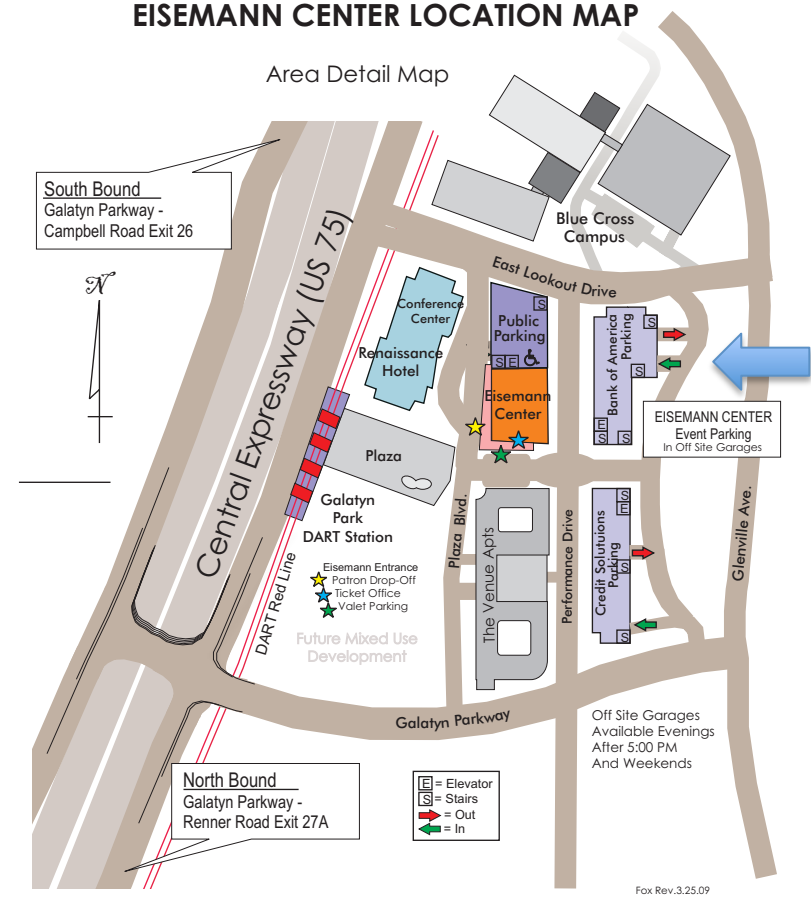 EISEMANN CENTER LOCATION MAP
Area Detail Map
South Bound
Galatyn Parkway -
Campbell Road Exit 26
N
Central Expressway (US 75)
Blue Cross
Campus
East Lookout Drive
Conference
Center
Renaissance
Hotel
S
Public
Parking
S E
Eisemann
Center
Bank of America
Parking
S
S
E
S S
EISEMANN CENTER
Event Parking
In Off Site Garages
Plaza
Galatyn
Park
DART Station
DART Red Line
Eisemann Entrance
Patron Drop-Off
Ticket Office
Valet Parking
Future Mixed Use
Development
Plaza Blvd.
The Venue Apts
Performance Drive
Credit Solutuions
Parking
S
E
S
S
Glenville Ave.
Galatyn Parkway
Off Site Garages
Available Evenings
After 5:00 PM
And Weekends
North Bound
Galatyn Parkway -
Renner Road Exit 27A
E = Elevator
S = Stairs
= Out
= In
Fox Rev.3.25.09